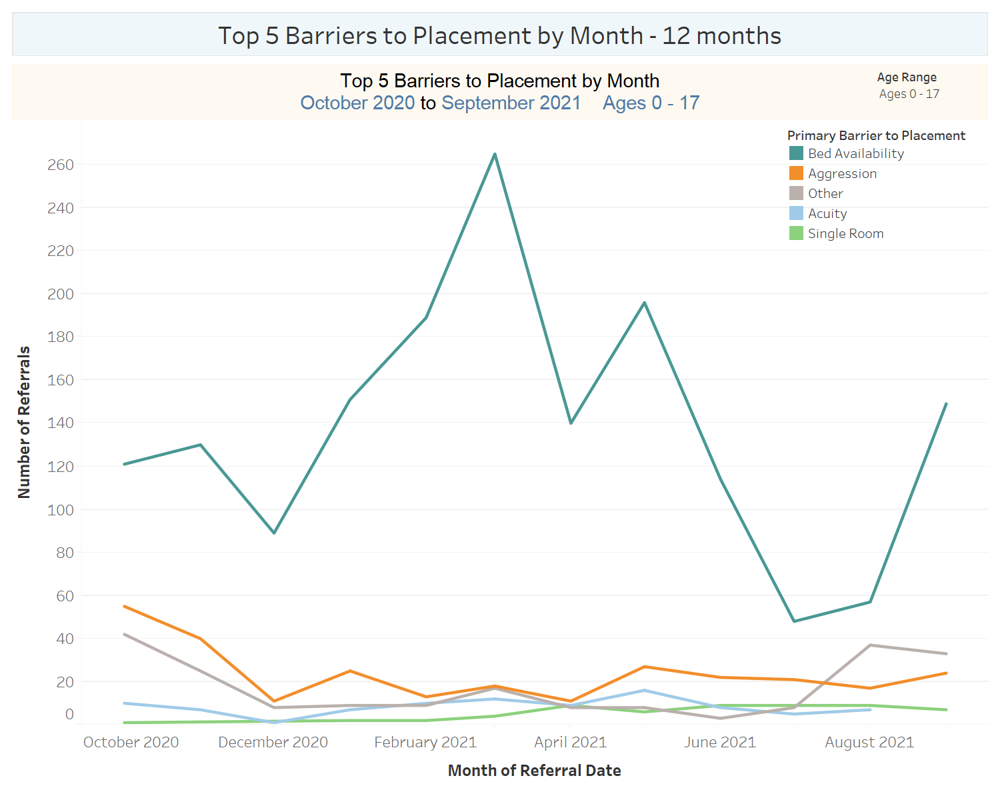 Top 5 Barriers to Placement by Month - 12 months
Top 5 Barriers to Placement by Month
October 2020 to September 2021 Ages 0 - 17
Age Range
Ages 0 - 17
Primary Barrier to Placement
Bed Availability
Aggression
Other
Acuity
Single Room
Number of Referrals
260
240
220
200
180
160
140
120
100
80
60
40
20
0
October 2020 December 2020 February 2021 April 2021 June 2021 August 2021
Month of Referral Date